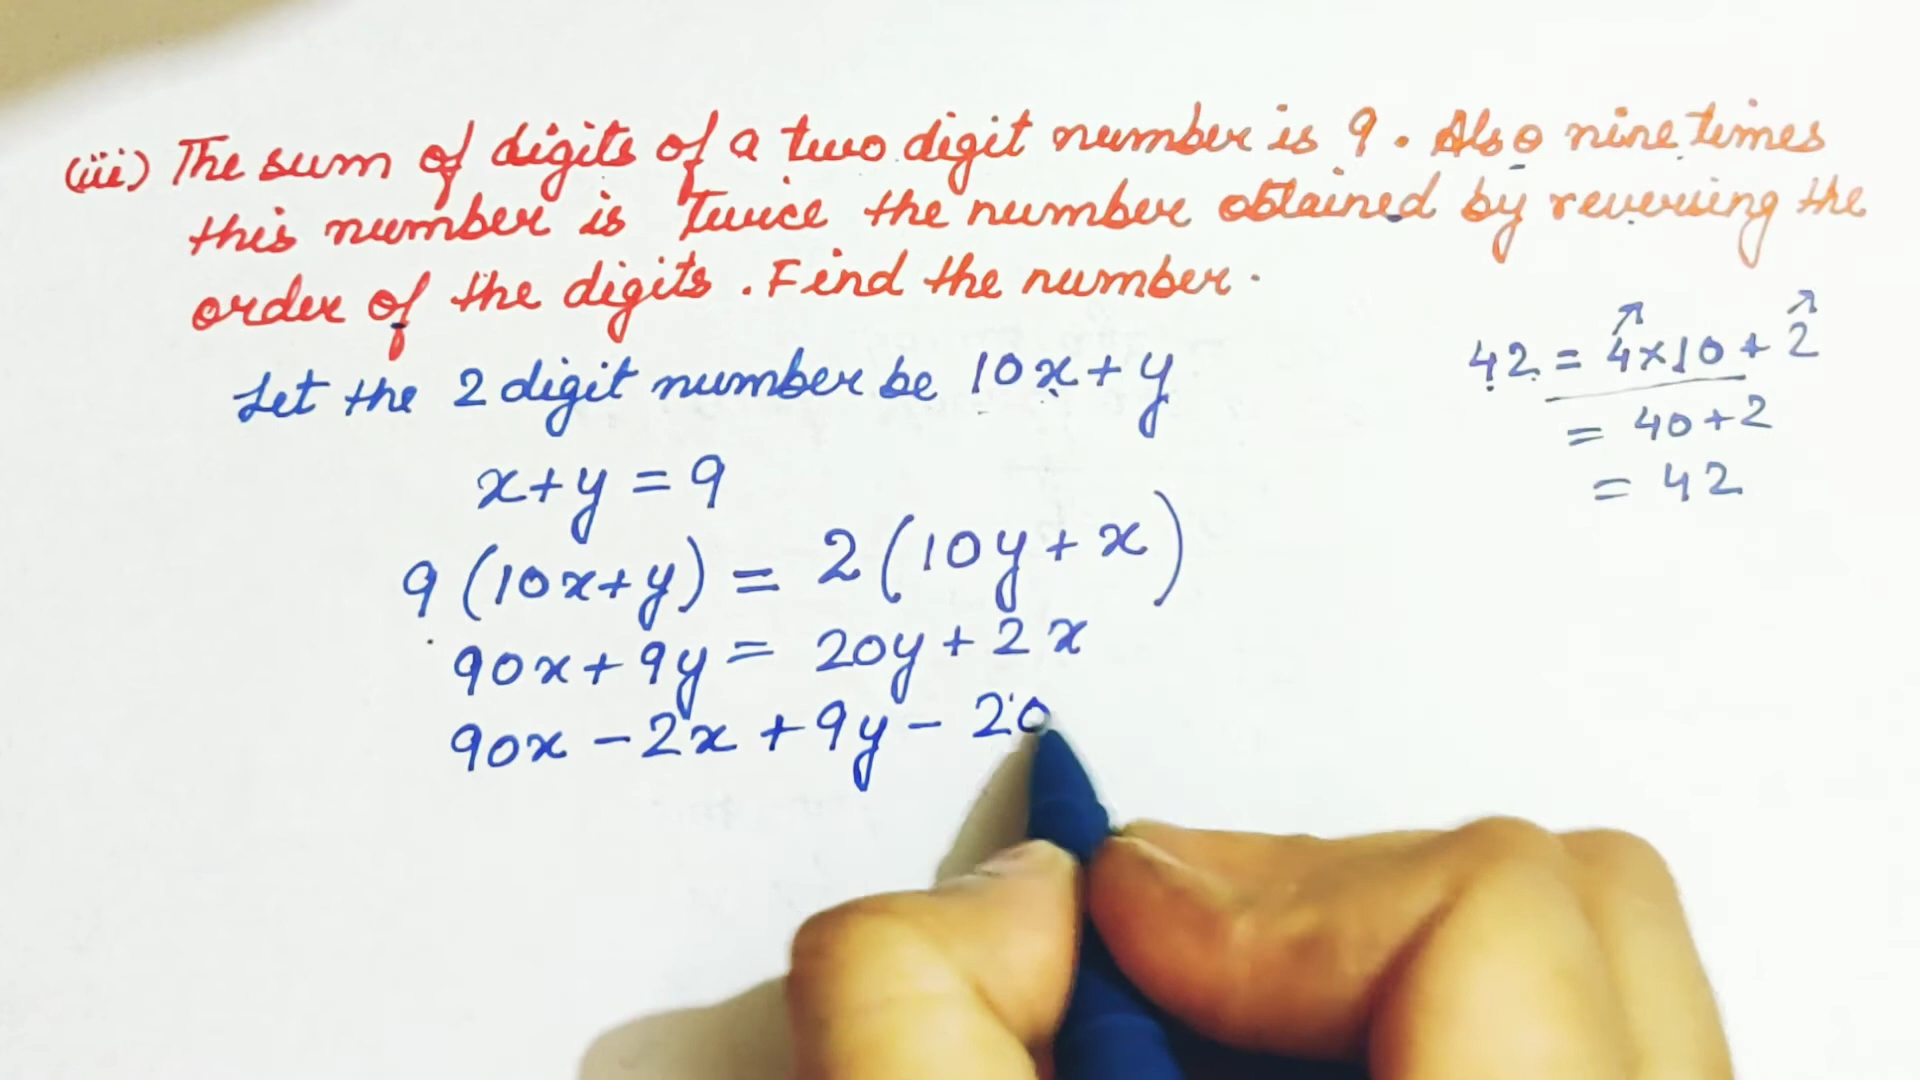 (iii) The sum of digits of a two digit number is 9. Also nine times
this number is twice the number obtained by reversing the
order of the digits. Find the number.
Let the 2 digit number be 10x+y
x+y = 9
9(10x+y) = 2(10y+x)
90x+9y = 20y+2x
90x-2x+9y-20
42 = 4×10+2
= 40+2
= 42